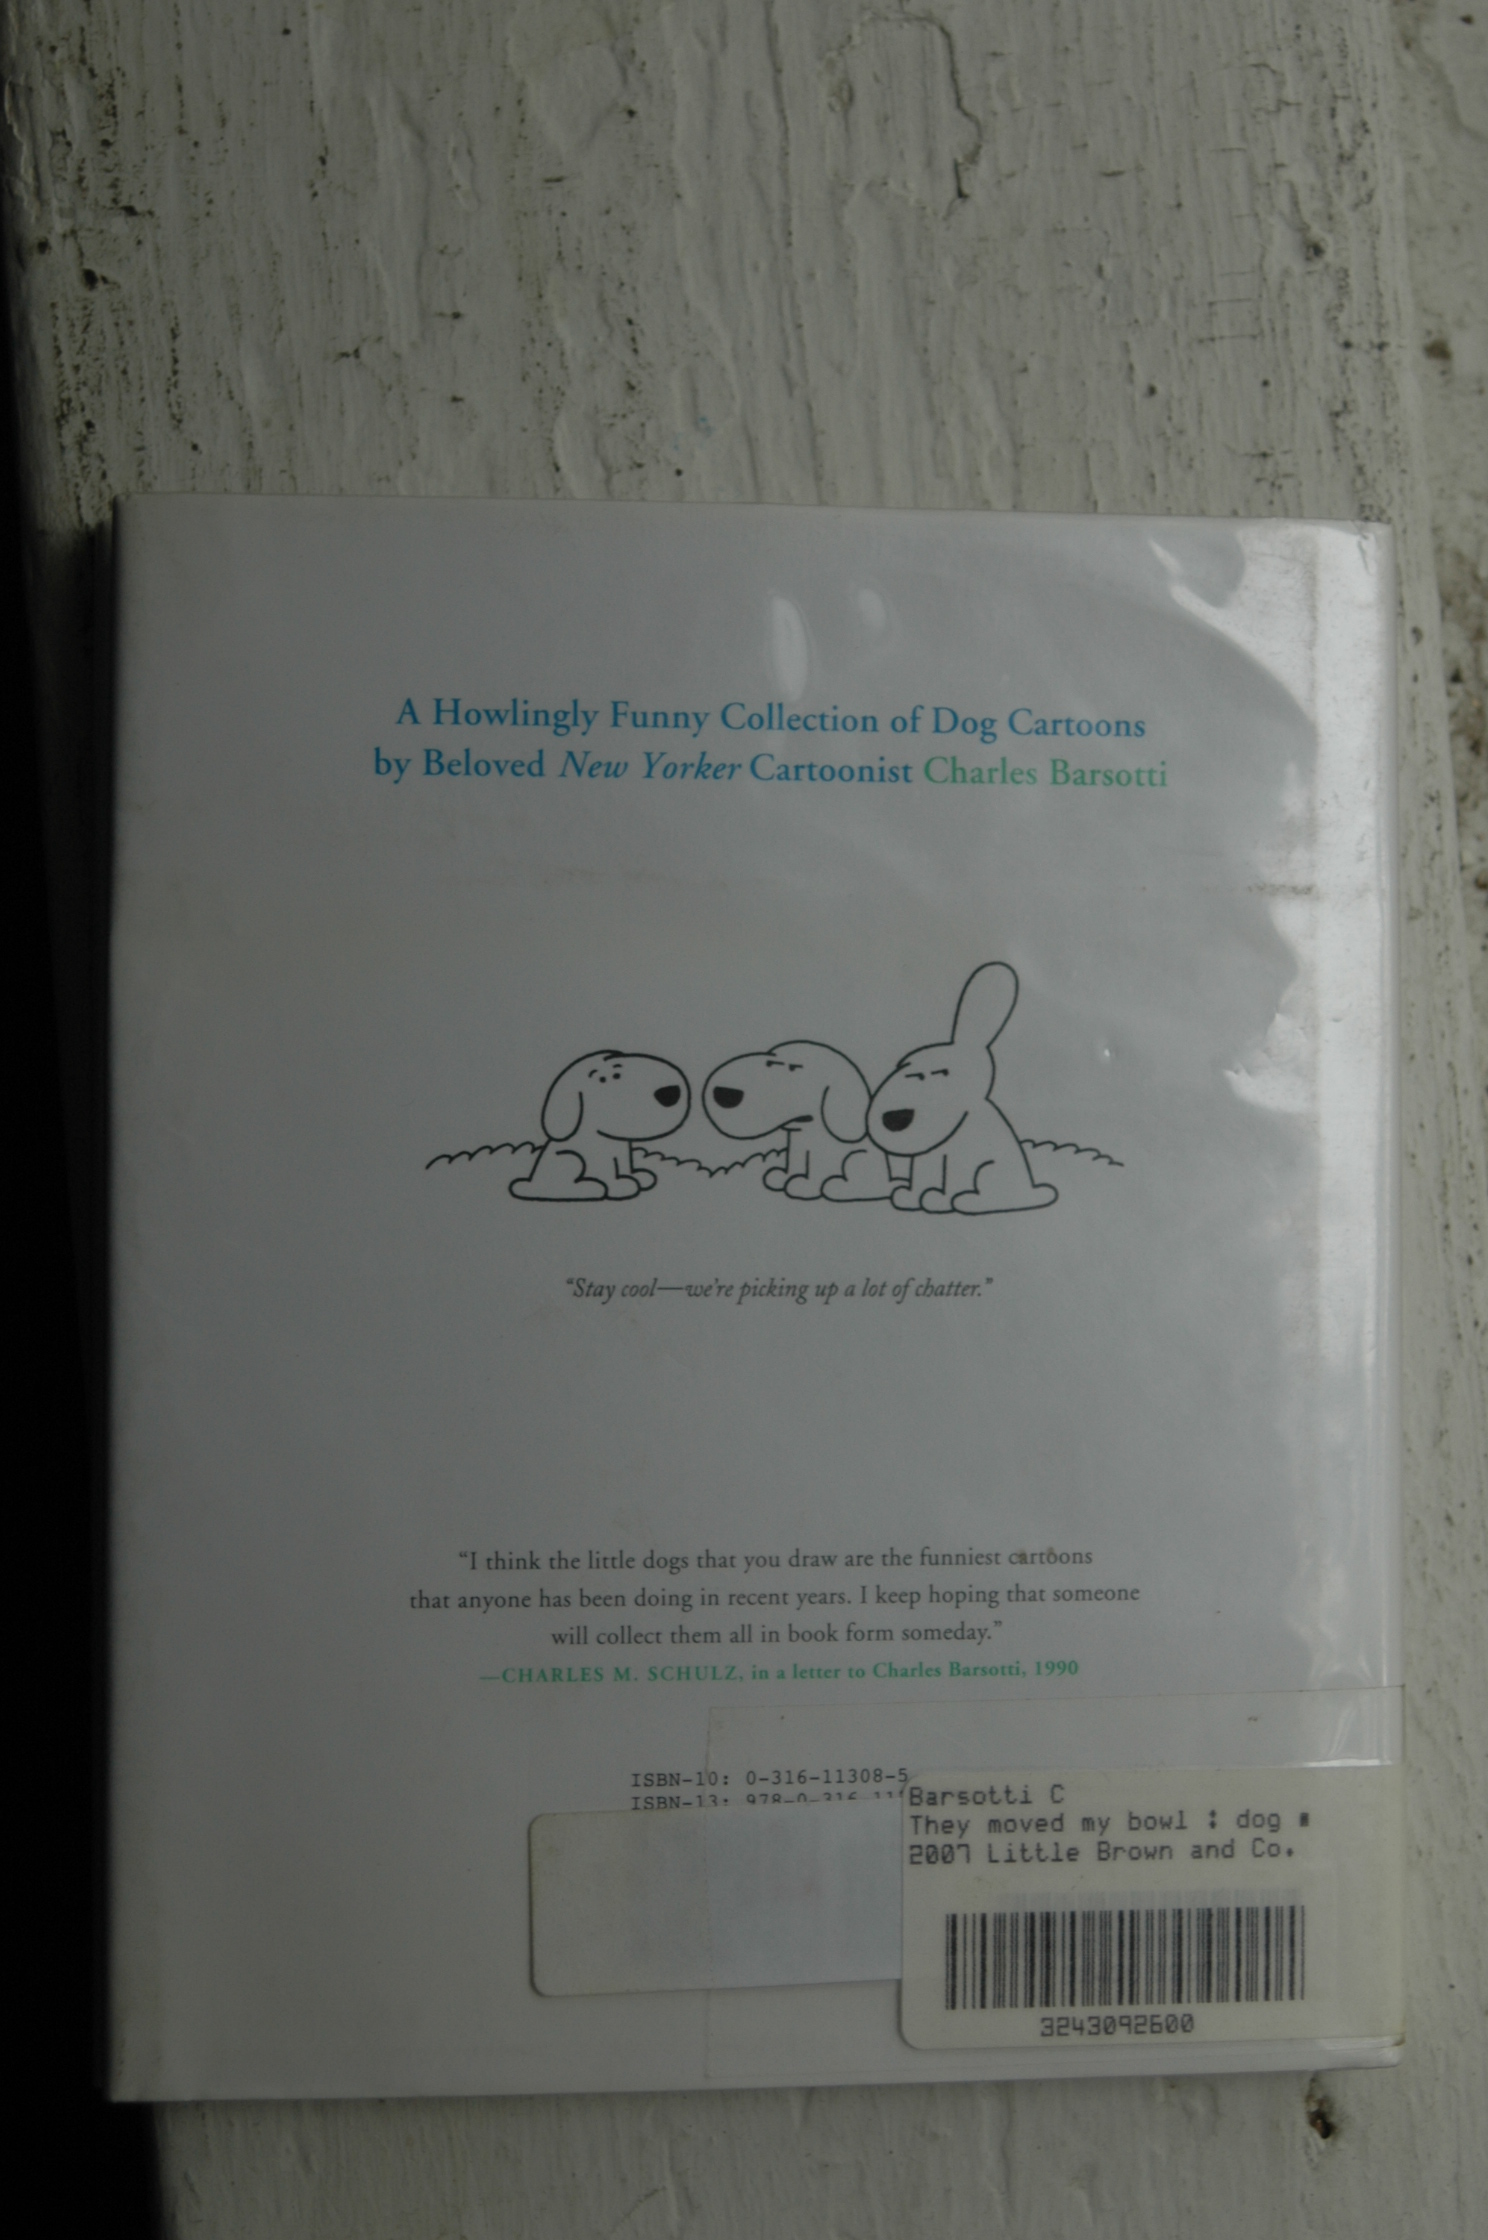 A Howlingly Funny Collection of Dog Cartoons
by Beloved New Yorker Cartoonist Charles Barsotti
“Stay cool—we’re picking up a lot of chatter.”
“I think the little dogs that you draw are the funniest cartoons
that anyone has been doing in recent years. I keep hoping that someone
will collect them all in book form someday.”
—CHARLES M. SCHULZ, in a letter to Charles Barsotti, 1990
ISBN-10: 0-316-11308-5
ISBN-13: 978-0-316-11
Barsotti C
They moved my bowl : dog
2007 Little Brown and Co.
3243092600